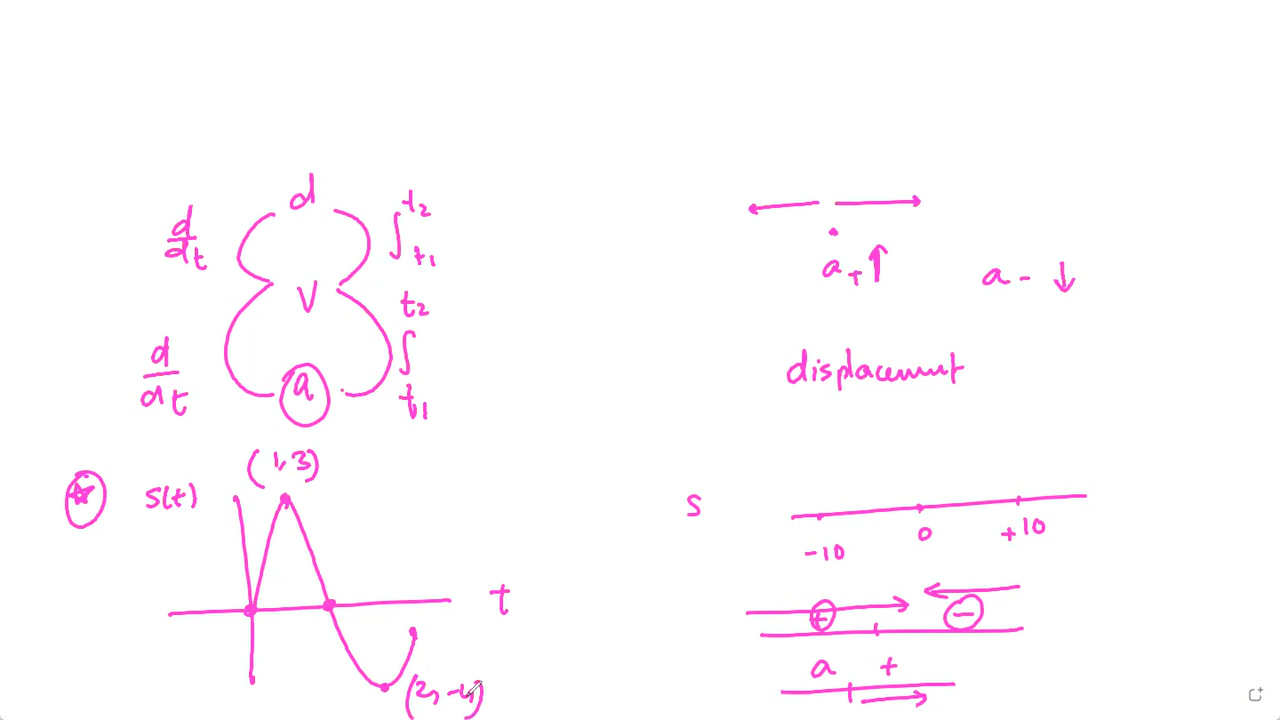 d
d/dt
∫ t2 t1
V
d/dt
t2 ∫ t1
a
(1,3)
s(t)
t
(2, -4)
a + ↑
a - ↓
displacement
S
-10 0 +10
+ -
a +